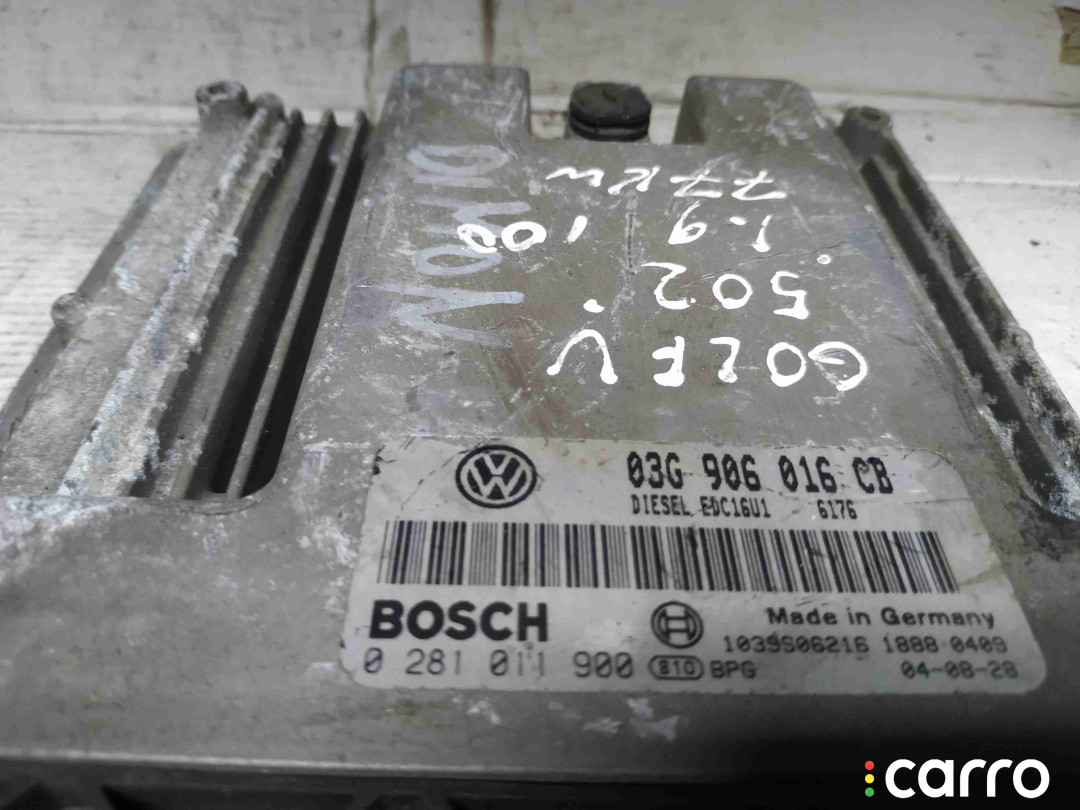 GOLF V
502
1.9 100
77KW
03G 906 016 CB
DIESEL EDC16U1 6176
BOSCH
Made in Germany
1039S06216 1888 0409
0 281 011 900 810 BPG 04-08-28
carro